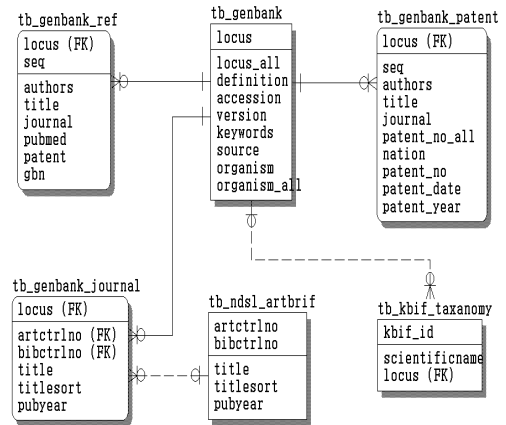 tb_genbank_ref
locus (FK)
seq
authors
title
journal
pubmed
patent
gbn
tb_genbank
locus
locus_all
definition
accession
version
keywords
source
organism
organism_all
tb_genbank_patent
locus (FK)
seq
authors
title
journal
patent_no_all
nation
patent_no
patent_date
patent_year
tb_genbank_journal
locus (FK)
artctrlno (FK)
bibctrlno (FK)
title
titlesort
pubyear
tb_ndsl_artbrif
artctrlno
bibctrlno
title
titlesort
pubyear
tb_kbif_taxanomy
kbif_id
scientificname
locus (FK)